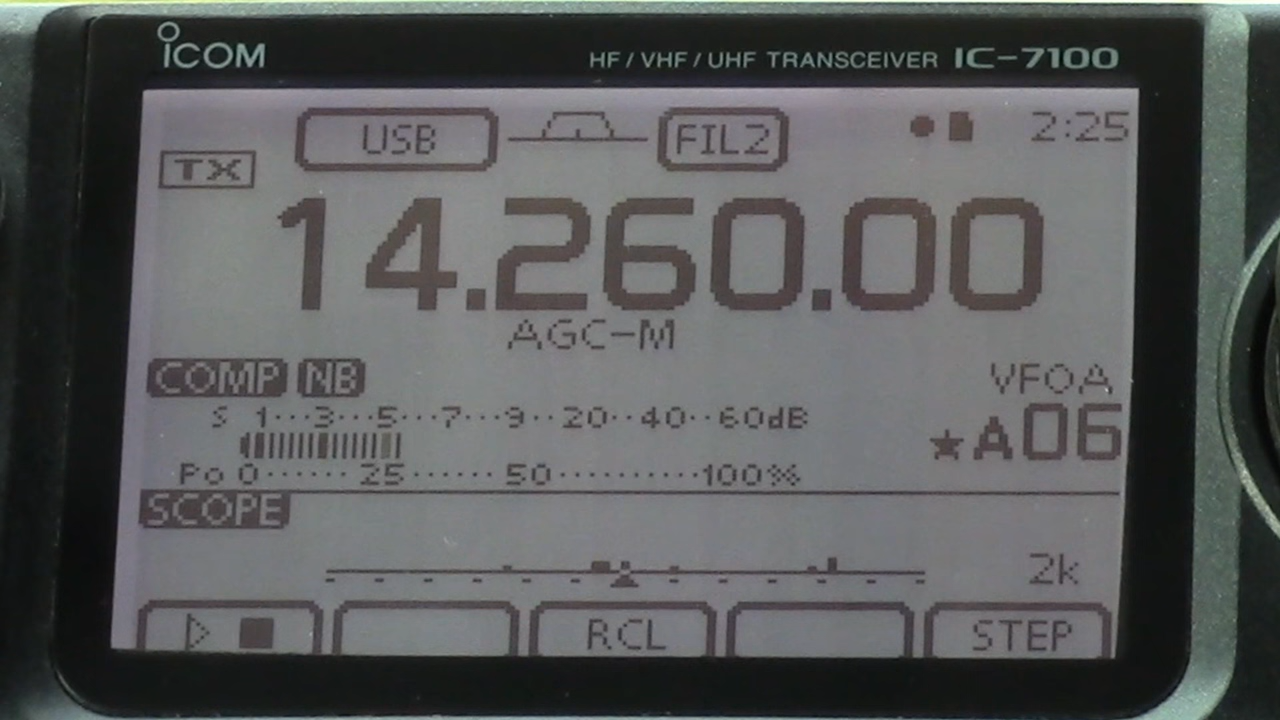 ICOM
HF / VHF / UHF TRANSCEIVER IC-7100
USB FIL2 2:25
TX
14.260.00
AGC-M
COMP NB VFOA
S 1···3···5···7···9··20··40··60dB
★A06
Po 0······25······50··········100%
SCOPE
2k
RCL STEP